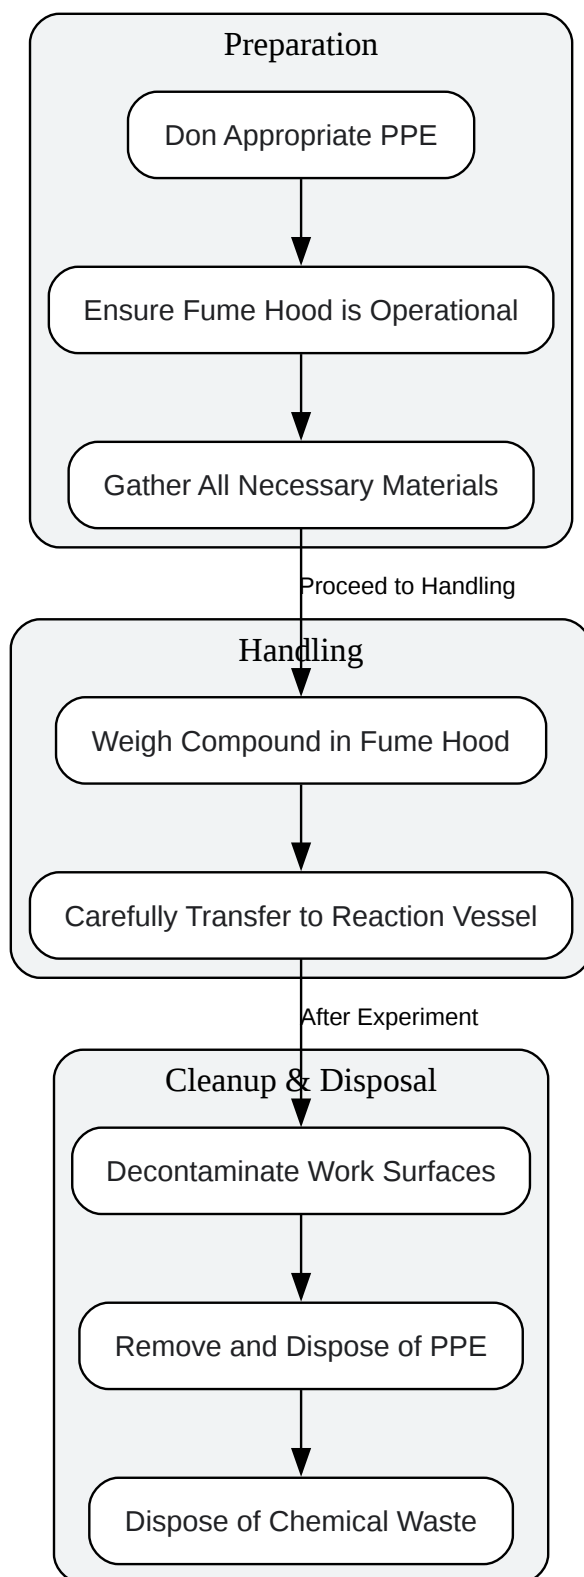 Preparation
Don Appropriate PPE
Ensure Fume Hood is Operational
Gather All Necessary Materials
Proceed to Handling
Handling
Weigh Compound in Fume Hood
Carefully Transfer to Reaction Vessel
After Experiment
Cleanup & Disposal
Decontaminate Work Surfaces
Remove and Dispose of PPE
Dispose of Chemical Waste